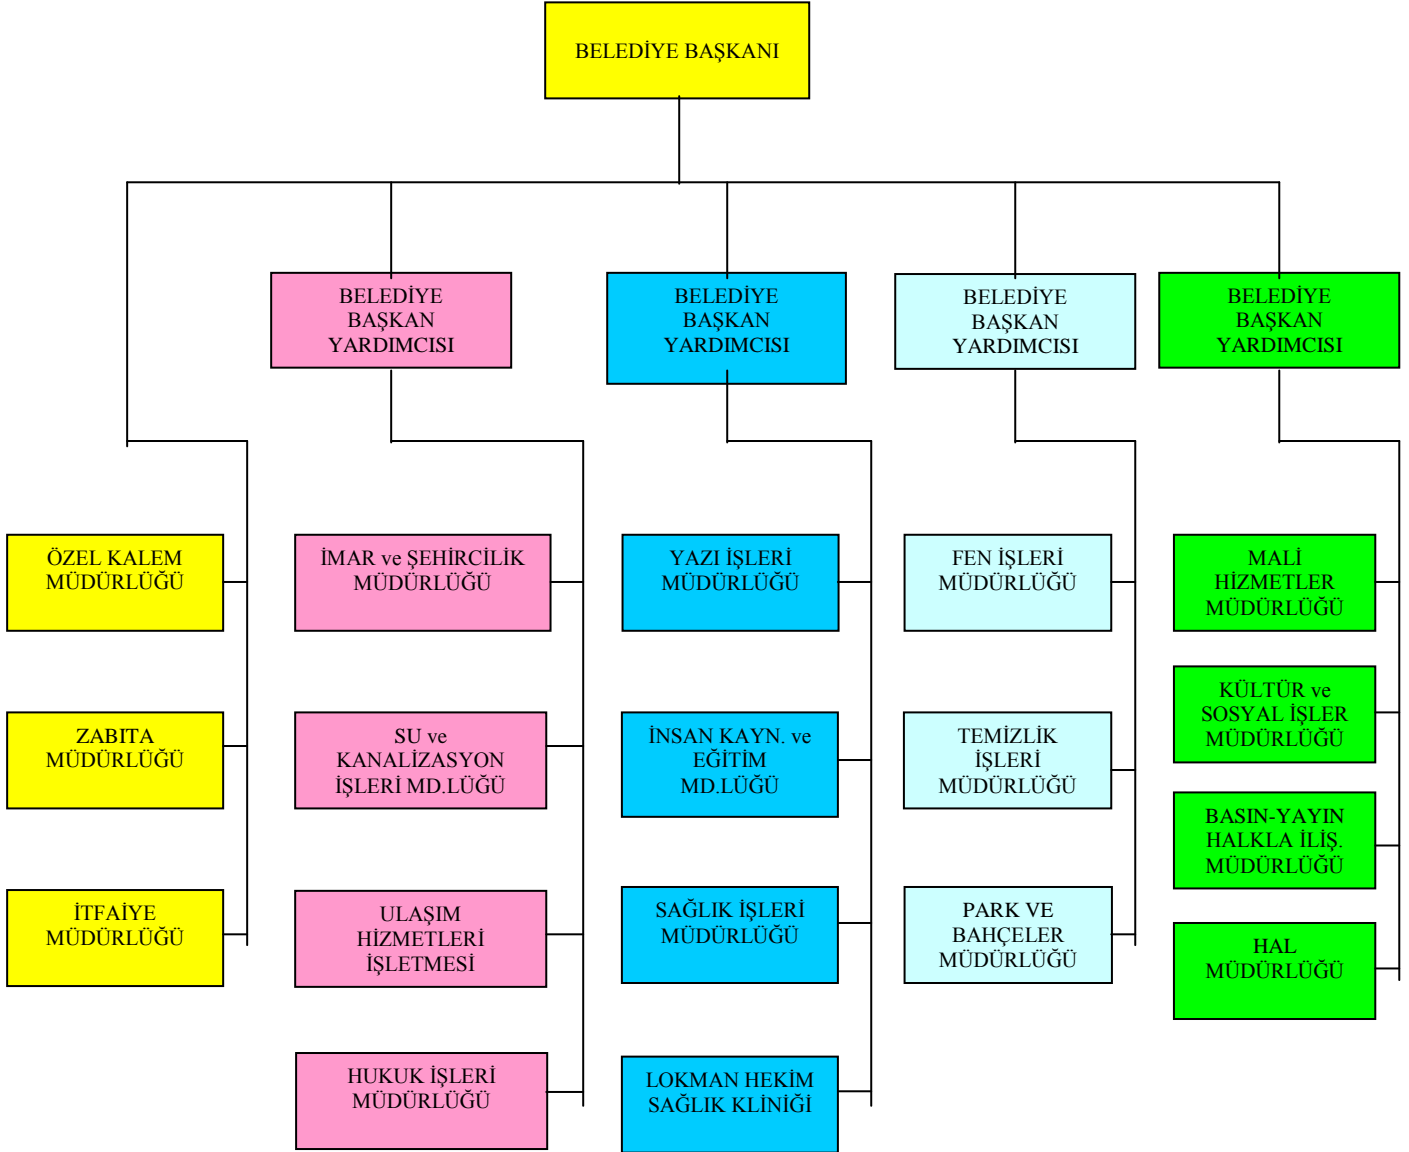 BELEDİYE BAŞKANI
BELEDİYE
BAŞKAN
YARDIMCISI
BELEDİYE
BAŞKAN
YARDIMCISI
BELEDİYE
BAŞKAN
YARDIMCISI
BELEDİYE
BAŞKAN
YARDIMCISI
ÖZEL KALEM
MÜDÜRLÜĞÜ
İMAR ve ŞEHİRCİLİK
MÜDÜRLÜĞÜ
YAZI İŞLERİ
MÜDÜRLÜĞÜ
FEN İŞLERİ
MÜDÜRLÜĞÜ
MALİ
HİZMETLER
MÜDÜRLÜĞÜ
ZABITA
MÜDÜRLÜĞÜ
SU ve
KANALİZASYON
İŞLERİ MD.LÜĞÜ
İNSAN KAYN. ve
EĞİTİM
MD.LÜĞÜ
TEMİZLİK
İŞLERİ
MÜDÜRLÜĞÜ
KÜLTÜR ve
SOSYAL İŞLER
MÜDÜRLÜĞÜ
BASIN-YAYIN
HALKLA İLİŞ.
MÜDÜRLÜĞÜ
İTFAİYE
MÜDÜRLÜĞÜ
ULAŞIM
HİZMETLERİ
İŞLETMESİ
SAĞLIK İŞLERİ
MÜDÜRLÜĞÜ
PARK VE
BAHÇELER
MÜDÜRLÜĞÜ
HAL
MÜDÜRLÜĞÜ
HUKUK İŞLERİ
MÜDÜRLÜĞÜ
LOKMAN HEKİM
SAĞLIK KLİNİĞİ